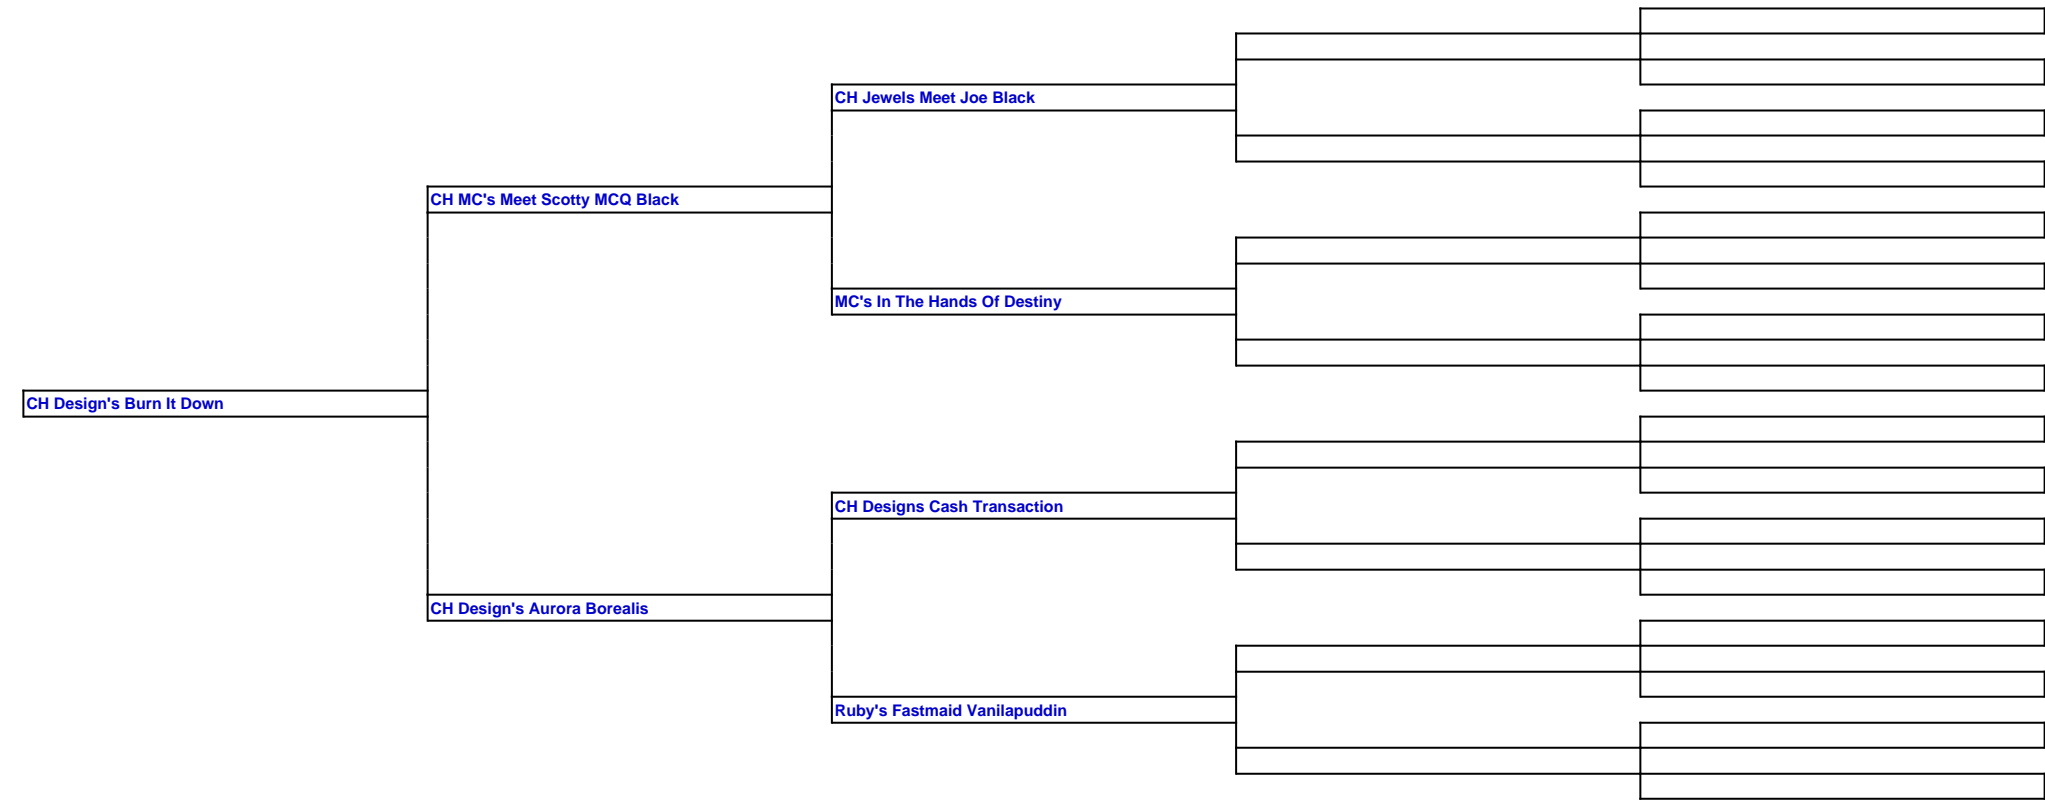 CH Jewels Meet Joe Black
CH MC's Meet Scotty MCQ Black
MC's In The Hands Of Destiny
CH Design's Burn It Down
CH Designs Cash Transaction
CH Design's Aurora Borealis
Ruby's Fastmaid Vanilapuddin